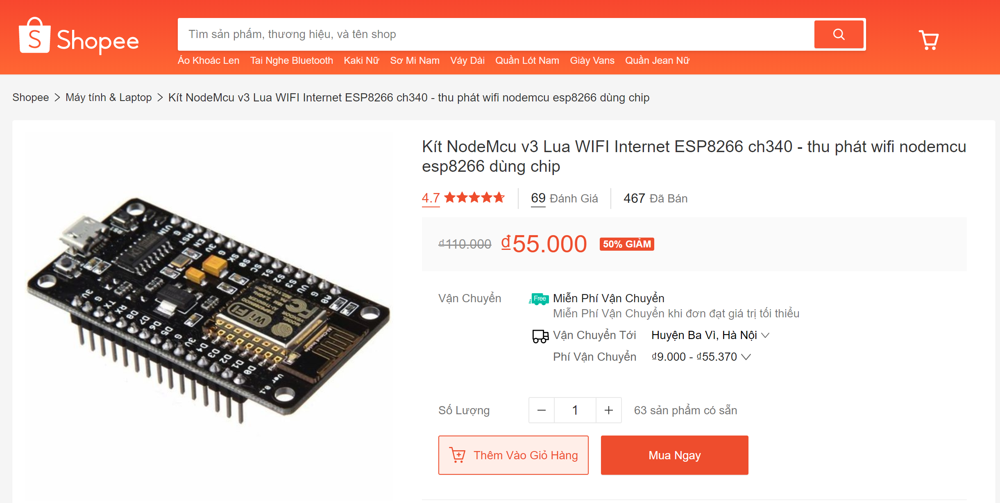 Shopee
Tìm sản phẩm, thương hiệu, và tên shop
Áo Khoác Len Tai Nghe Bluetooth Kaki Nữ Sơ Mi Nam Váy Dài Quần Lót Nam Giày Vans Quần Jean Nữ
Shopee > Máy tính & Laptop > Kít NodeMcu v3 Lua WIFI Internet ESP8266 ch340 - thu phát wifi nodemcu esp8266 dùng chip
Kít NodeMcu v3 Lua WIFI Internet ESP8266 ch340 - thu phát wifi nodemcu
esp8266 dùng chip
4.7 69 Đánh Giá 467 Đã Bán
₫110.000 ₫55.000 50% GIẢM
Vận Chuyển Free Miễn Phí Vận Chuyển
Miễn Phí Vận Chuyển khi đơn đạt giá trị tối thiểu
Vận Chuyển Tới Huyện Ba Vì, Hà Nội
Phí Vận Chuyển ₫9.000 - ₫55.370
Số Lượng 1 63 sản phẩm có sẵn
Thêm Vào Giỏ Hàng Mua Ngay
RST
VIN G RST EN 3V G SK S0 SC S1 S2 S3 VU G A0
3V G TX RX D8 D7 D6 D5 G 3V D4 D3 D2 D1 D0
WiFi
MODEL
VENDOR
Ver 0.1